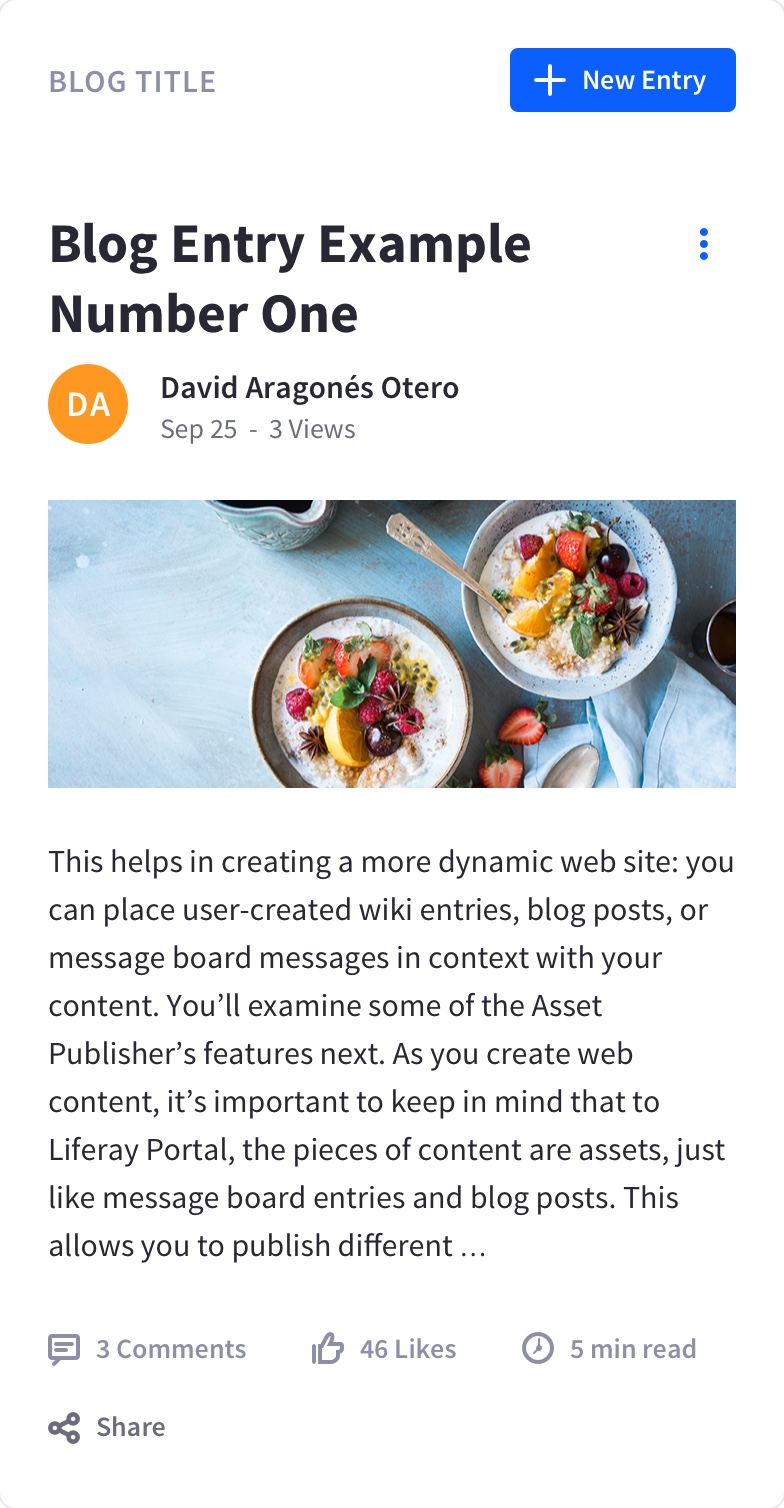 BLOG TITLE
New Entry
Blog Entry Example
Number One
DA
David Aragonés Otero
Sep 25 - 3 Views
This helps in creating a more dynamic web site: you
can place user-created wiki entries, blog posts, or
message board messages in context with your
content. You’ll examine some of the Asset
Publisher’s features next. As you create web
content, it’s important to keep in mind that to
Liferay Portal, the pieces of content are assets, just
like message board entries and blog posts. This
allows you to publish different …
3 Comments
46 Likes
5 min read
Share